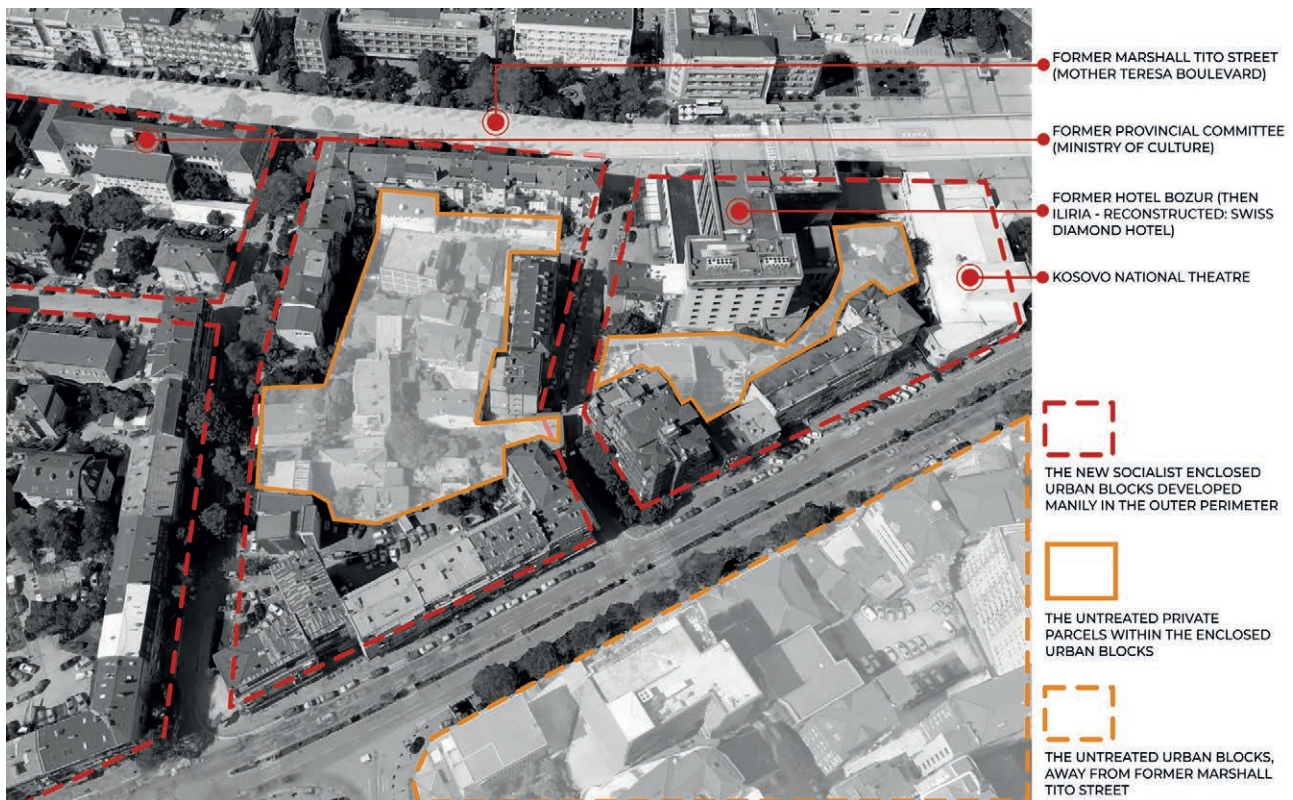 FORMER MARSHALL TITO STREET
(MOTHER TERESA BOULEVARD)
FORMER PROVINCIAL COMMITTEE
(MINISTRY OF CULTURE)
FORMER HOTEL BOZUR (THEN
ILIRIA - RECONSTRUCTED: SWISS
DIAMOND HOTEL)
KOSOVO NATIONAL THEATRE
THE NEW SOCIALIST ENCLOSED
URBAN BLOCKS DEVELOPED
MANILY IN THE OUTER PERIMETER
THE UNTREATED PRIVATE
PARCELS WITHIN THE ENCLOSED
URBAN BLOCKS
THE UNTREATED URBAN BLOCKS,
AWAY FROM FORMER MARSHALL
TITO STREET